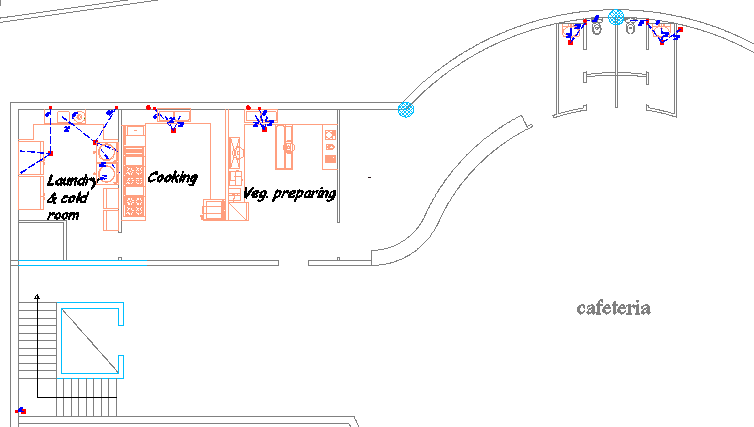 Laundry
& cold
room
Cooking
Veg. preparing
cafeteria